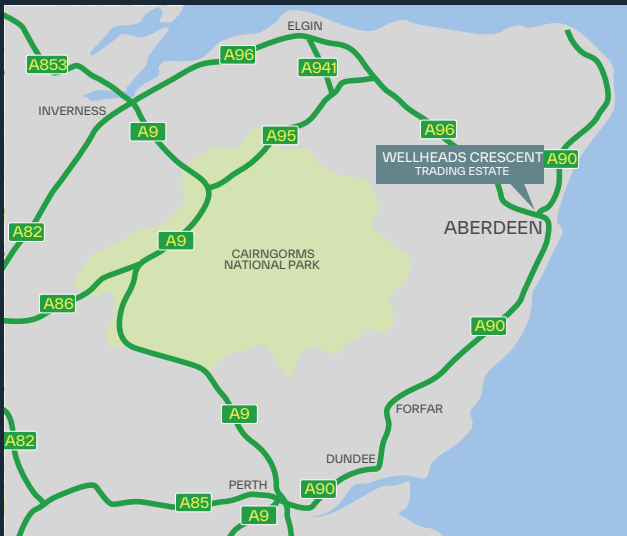 ELGIN
A96
A853
A941
INVERNESS
A9
A95
A96
WELLHEADS CRESCENT
TRADING ESTATE
A90
A82
ABERDEEN
A9
CAIRNGORMS
NATIONAL PARK
A86
A90
FORFAR
A9
A82
DUNDEE
PERTH
A90
A85
A9